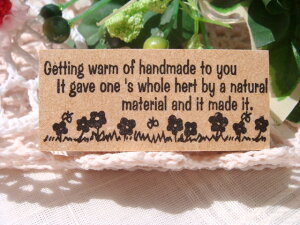 Getting warm of handmade to you
It gave one 's whole hert by a natural
material and it made it.